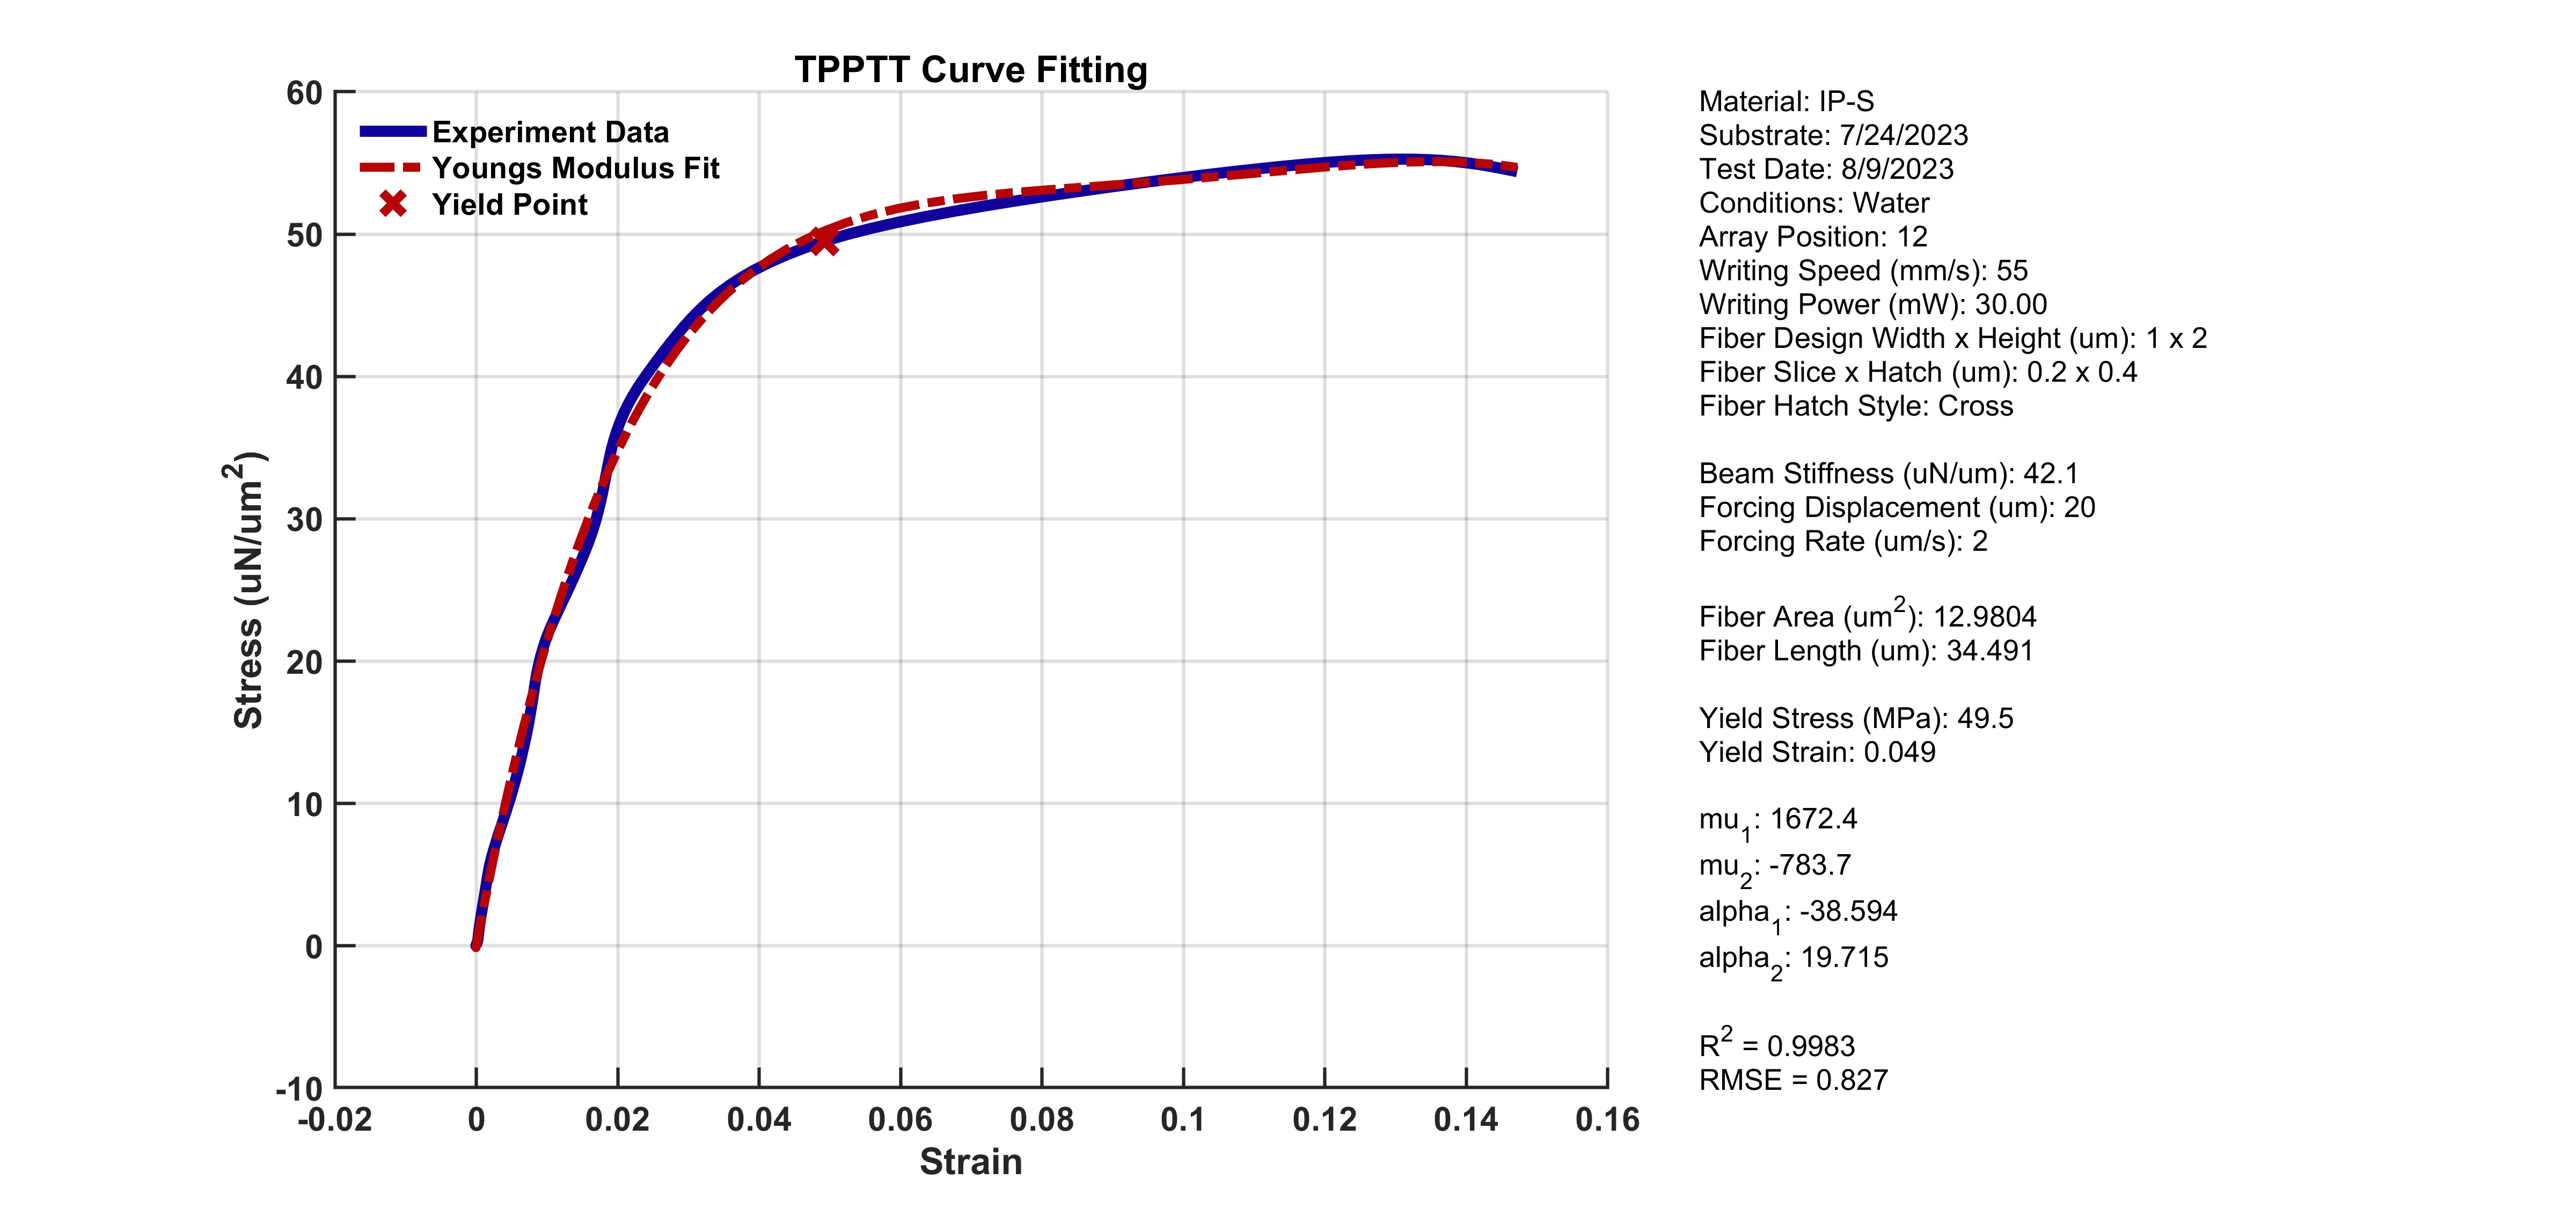 TPPTT Curve Fitting
60
50
40
30
20
10
0
-10
Stress (uN/um²)
Experiment Data
Youngs Modulus Fit
Yield Point
-0.02 0 0.02 0.04 0.06 0.08 0.1 0.12 0.14 0.16
Strain
Material: IP-S
Substrate: 7/24/2023
Test Date: 8/9/2023
Conditions: Water
Array Position: 12
Writing Speed (mm/s): 55
Writing Power (mW): 30.00
Fiber Design Width x Height (um): 1 x 2
Fiber Slice x Hatch (um): 0.2 x 0.4
Fiber Hatch Style: Cross
Beam Stiffness (uN/um): 42.1
Forcing Displacement (um): 20
Forcing Rate (um/s): 2
Fiber Area (um²): 12.9804
Fiber Length (um): 34.491
Yield Stress (MPa): 49.5
Yield Strain: 0.049
mu₁: 1672.4
mu₂: -783.7
alpha₁: -38.594
alpha₂: 19.715
R² = 0.9983
RMSE = 0.827